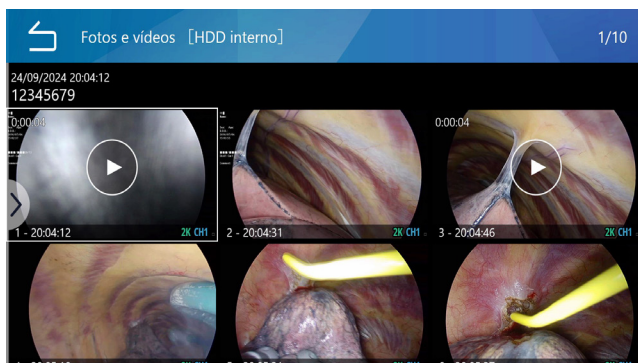 Fotos e vídeos [HDD interno] 1/10
24/09/2024 20:04:12
12345679
0:00:04
0:00:04
1 - 20:04:12 2K CH1
2 - 20:04:31 2K CH1
3 - 20:04:46 2K CH1